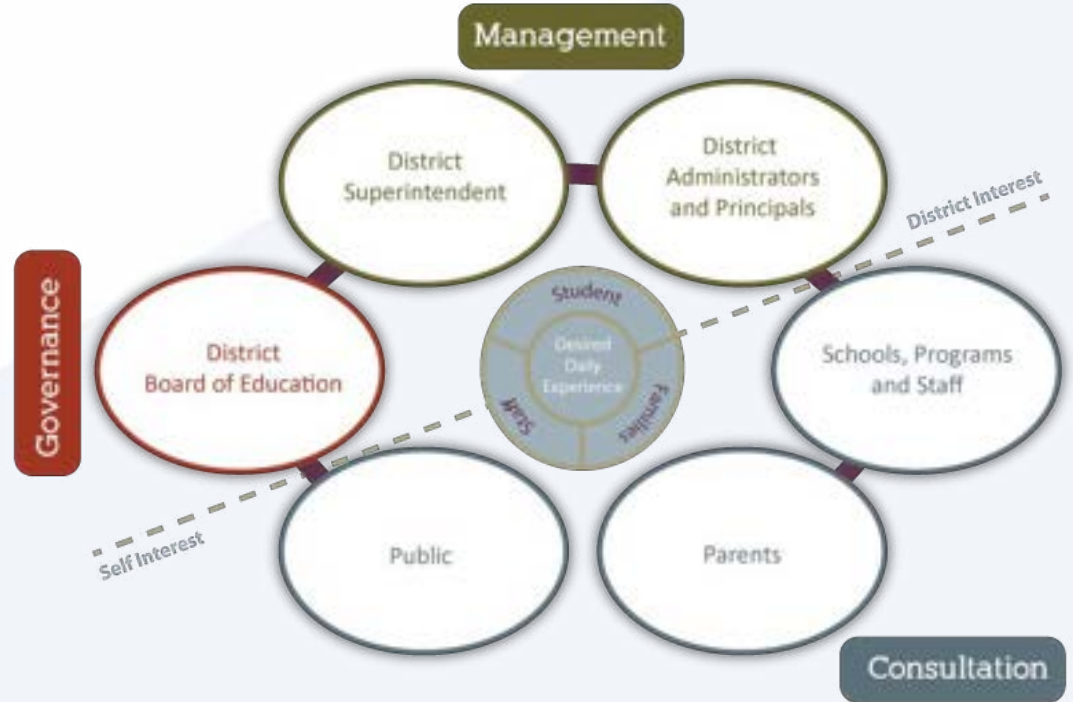 Management
District
Superintendent
District
Administrators
and Principals
District Interest
Governance
District
Board of Education
Student
Desired
Daily
Experience
Staff
Families
Schools, Programs
and Staff
Self Interest
Public
Parents
Consultation